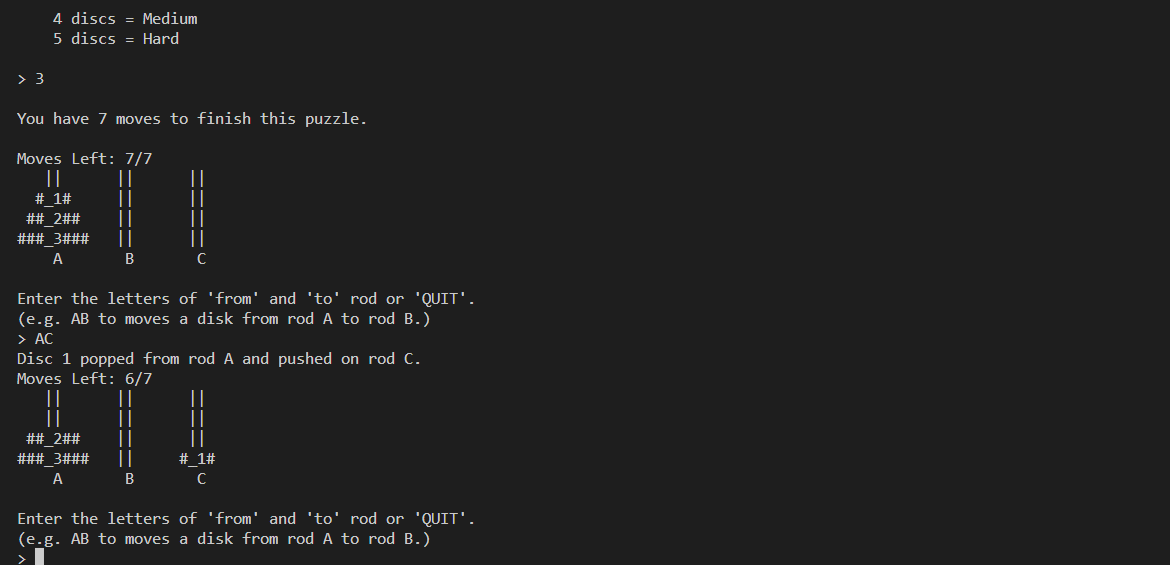 4 discs = Medium
    5 discs = Hard

> 3

You have 7 moves to finish this puzzle.

Moves Left: 7/7
   ||      ||      ||
  #_1#     ||      ||
 ##_2##    ||      ||
###_3###   ||      ||
    A       B       C

Enter the letters of 'from' and 'to' rod or 'QUIT'.
(e.g. AB to moves a disk from rod A to rod B.)
> AC
Disc 1 popped from rod A and pushed on rod C.
Moves Left: 6/7
   ||      ||      ||
   ||      ||      ||
 ##_2##    ||      ||
###_3###   ||     #_1#
    A       B       C

Enter the letters of 'from' and 'to' rod or 'QUIT'.
(e.g. AB to moves a disk from rod A to rod B.)
>